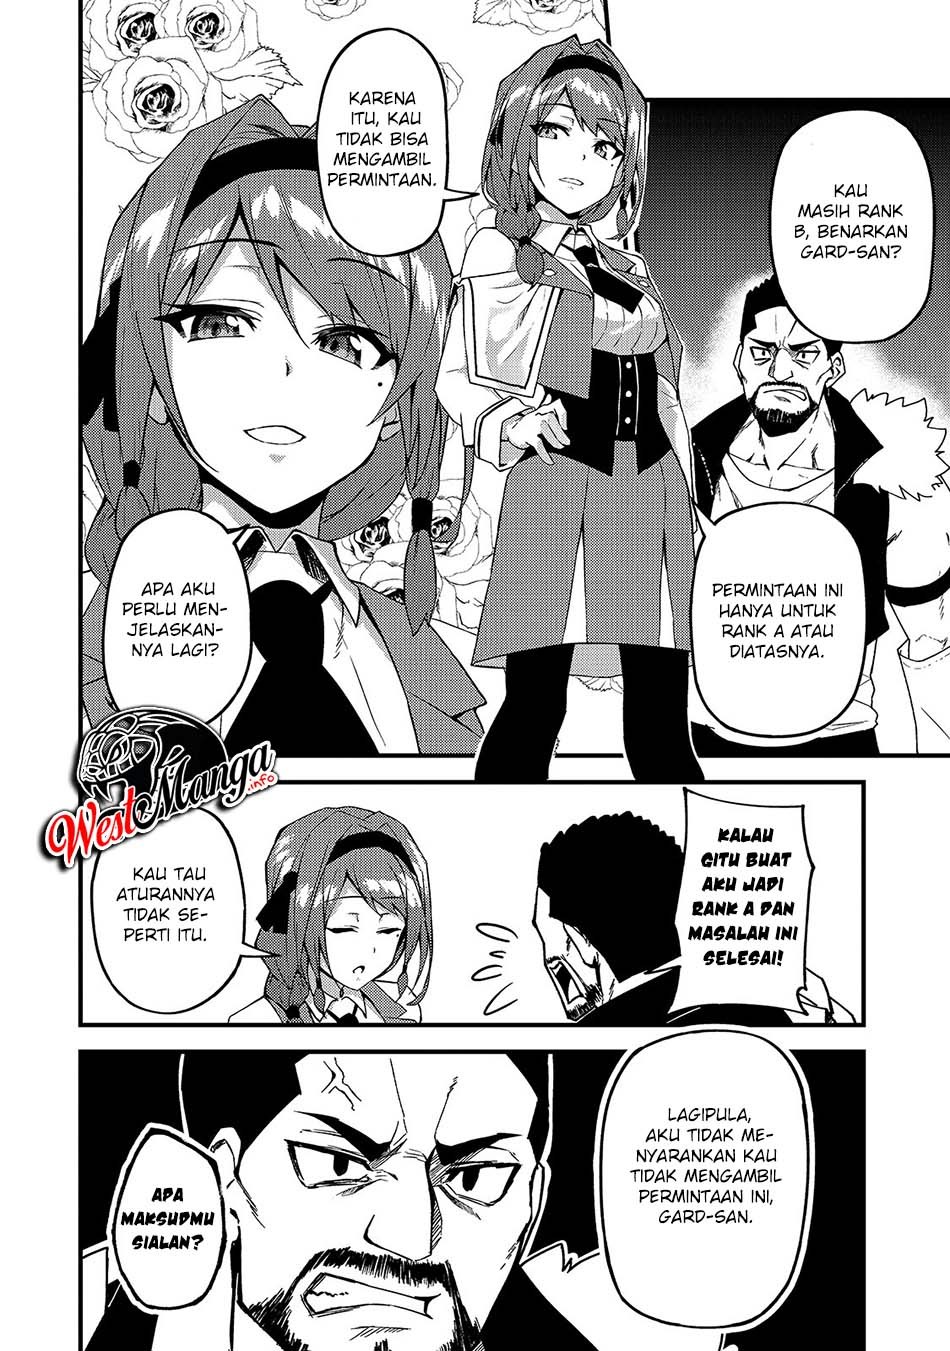 KAU
MASIH RANK
B, BENARKAN
GARD-SAN?
PERMINTAAN INI
HANYA UNTUK
RANK A ATAU
DIATASNYA.
KARENA
ITU, KAU
TIDAK BISA
MENGAMBIL
PERMINTAAN.
APA AKU
PERLU MEN-
JELASKAN-
NYA LAGI?
WestManga
.info
KALAU
GITU BUAT
AKU JADI
RANK A DAN
MASALAH INI
SELESAI!
KAU TAU
ATURANNYA
TIDAK SE-
PERTI ITU.
LAGIPULA,
AKU TIDAK ME-
NYARANKAN KAU
TIDAK MENGAMBIL
PERMINTAAN INI,
GARD-SAN.
APA
MAKSUDMU
SIALAN?